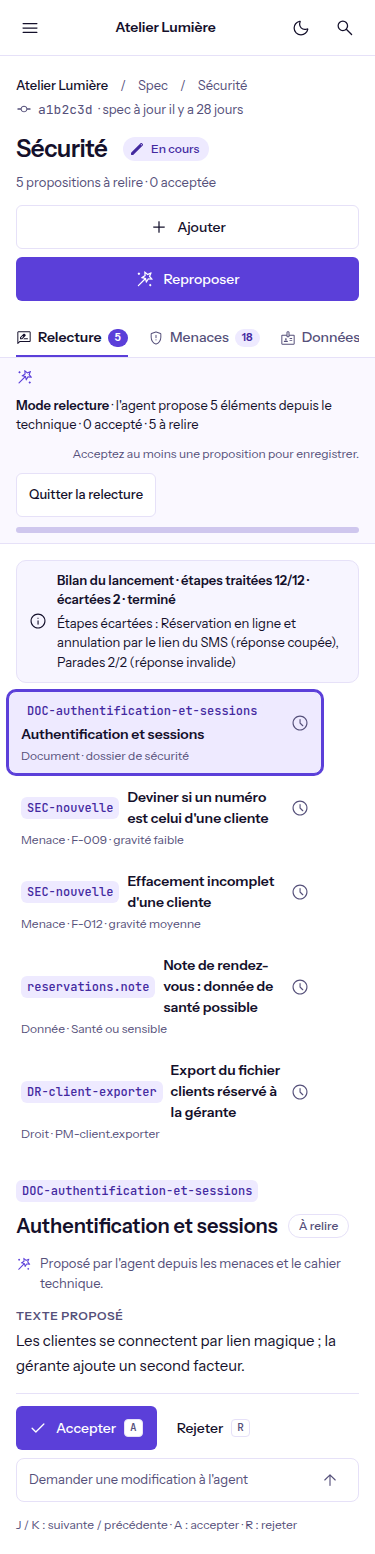 Atelier Lumière
Atelier Lumière / Spec / Sécurité
a1b2c3d · spec à jour il y a 28 jours
Sécurité En cours
5 propositions à relire · 0 acceptée
Ajouter
Reproposer
Relecture 5 Menaces 18 Données
Mode relecture · l'agent propose 5 éléments depuis le
technique · 0 accepté · 5 à relire
Acceptez au moins une proposition pour enregistrer.
Quitter la relecture
Bilan du lancement · étapes traitées 12/12 ·
écartées 2 · terminé
Étapes écartées : Réservation en ligne et
annulation par le lien du SMS (réponse coupée),
Parades 2/2 (réponse invalide)
DOC-authentification-et-sessions
Authentification et sessions
Document · dossier de sécurité
SEC-nouvelle Deviner si un numéro
est celui d'une cliente
Menace · F-009 · gravité faible
SEC-nouvelle Effacement incomplet
d'une cliente
Menace · F-012 · gravité moyenne
reservations.note Note de rendez-
vous : donnée de
santé possible
Donnée · Santé ou sensible
DR-client-exporter Export du fichier
clients réservé à
la gérante
Droit · PM-client.exporter
DOC-authentification-et-sessions
Authentification et sessions À relire
Proposé par l'agent depuis les menaces et le cahier
technique.
TEXTE PROPOSÉ
Les clientes se connectent par lien magique ; la
gérante ajoute un second facteur.
Accepter A Rejeter R
Demander une modification à l'agent
J / K : suivante / précédente · A : accepter · R : rejeter